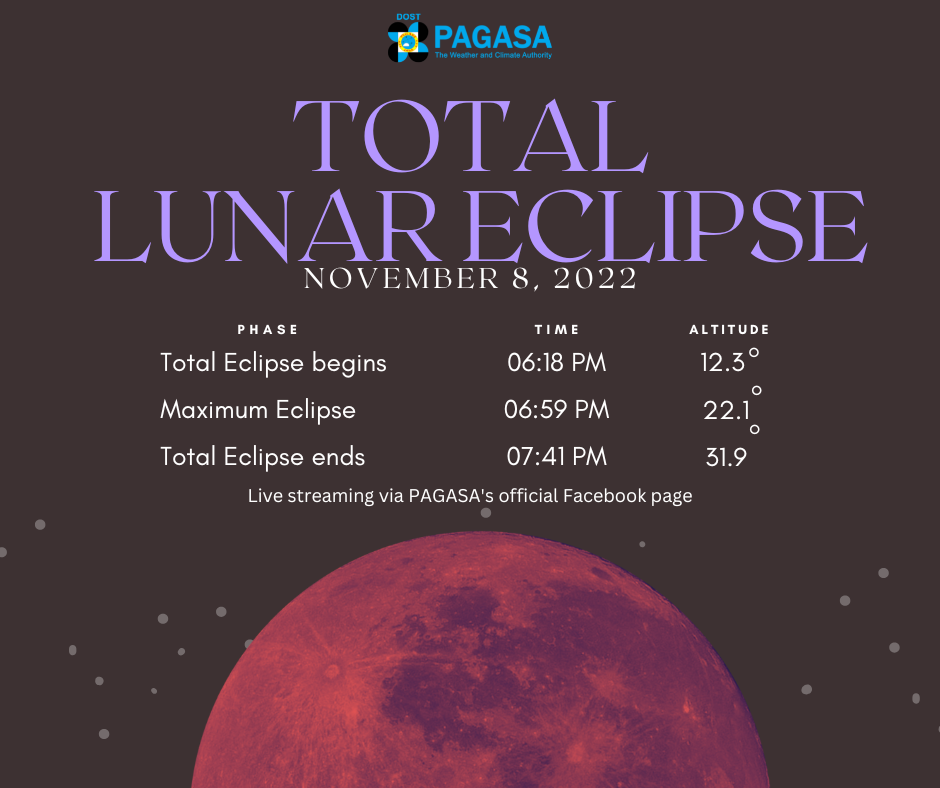 DOST
PAGASA
The Weather and Climate Authority
TOTAL
LUNAR ECLIPSE
NOVEMBER 8, 2022
PHASE TIME ALTITUDE
Total Eclipse begins 06:18 PM 12.3°
Maximum Eclipse 06:59 PM 22.1°
Total Eclipse ends 07:41 PM 31.9°
Live streaming via PAGASA's official Facebook page